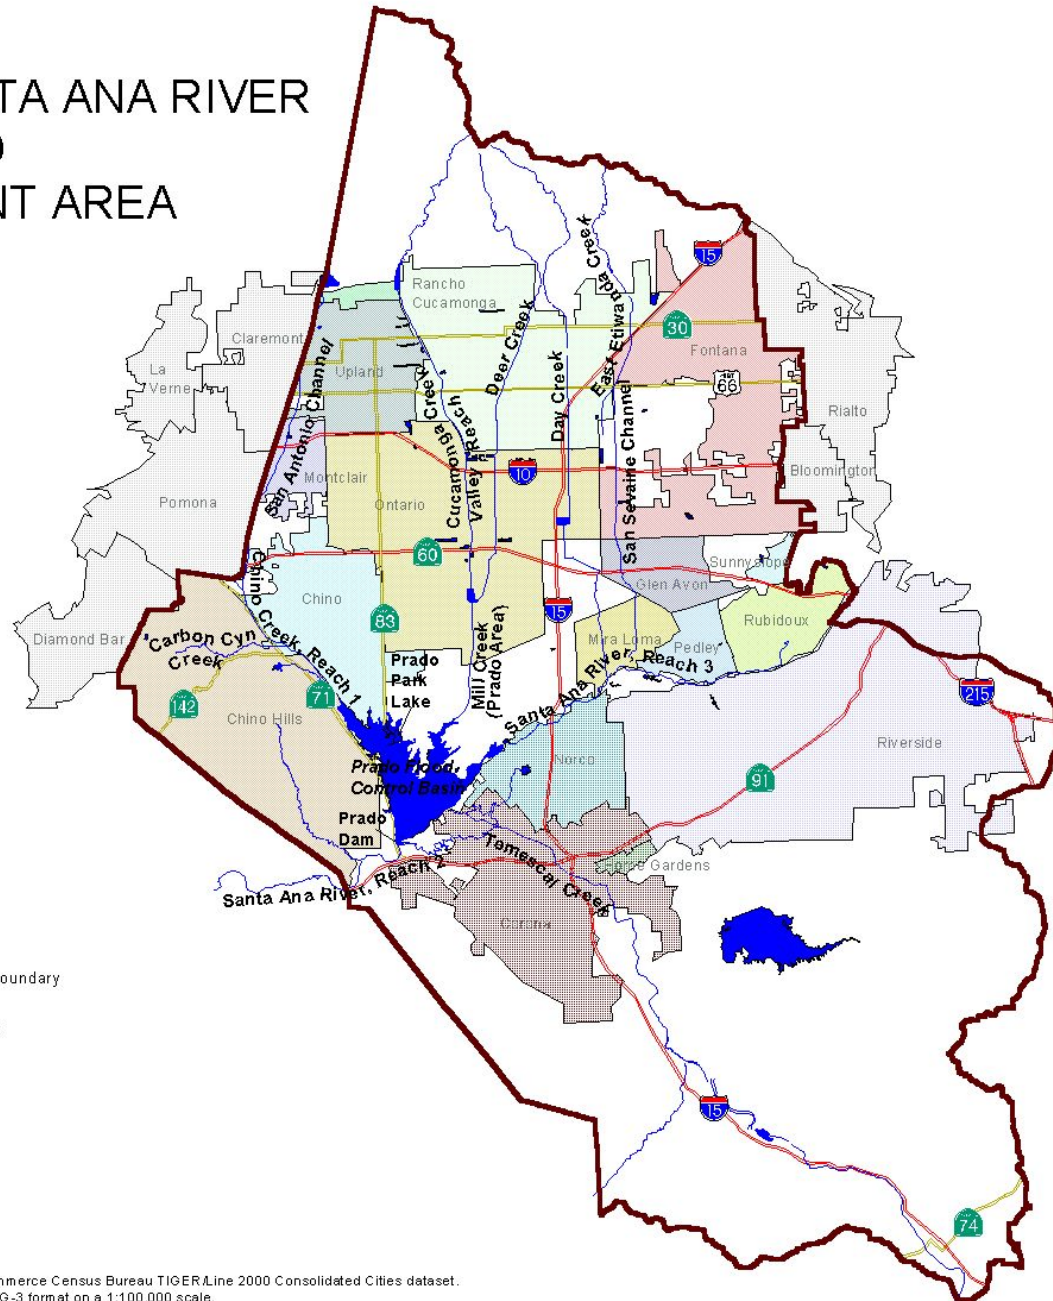 TA ANA RIVER
NT AREA
15
Rancho
Cucamonga
East Etiwanda Creek
30
Fontana
Claremont
La
Verne
Upland
San Antonio Channel
Deer Creek
Day Creek
66
Rialto
Cucamonga Creek
Valley Reach
San Sevaine Channel
10
Bloomington
Pomona
Montclair
Ontario
60
Sunnyslope
Glen Avon
Chino
83
15
Rubidoux
Mira Loma
Pedley
Diamond Bar
Carbon Cyn
Creek
Chino Creek, Reach 1
Prado
Park
Lake
Mill Creek
(Prado Area)
Santa Ana River, Reach 3
142
71
215
Chino Hills
Riverside
Norco
Prado Flood
Control Basin
91
Prado
Dam
Temescal Creek
Home Gardens
Santa Ana River, Reach 2
Corona
oundary
15
74
mmerce Census Bureau TIGER/Line 2000 Consolidated Cities dataset.
G-3 format on a 1:100,000 scale.